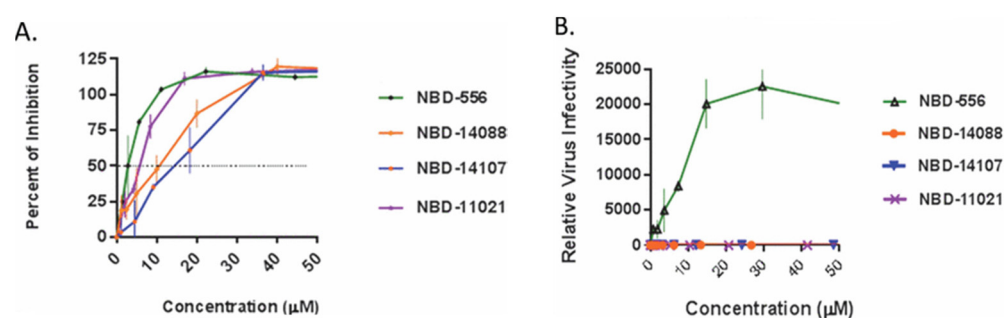 A.
Percent of Inhibition
125
100
75
50
25
0
0 10 20 30 40 50
Concentration (μM)
NBD-556
NBD-14088
NBD-14107
NBD-11021
B.
Relative Virus Infectivity
25000
20000
15000
10000
5000
0
0 10 20 30 40 50
Concentration (μM)
NBD-556
NBD-14088
NBD-14107
NBD-11021